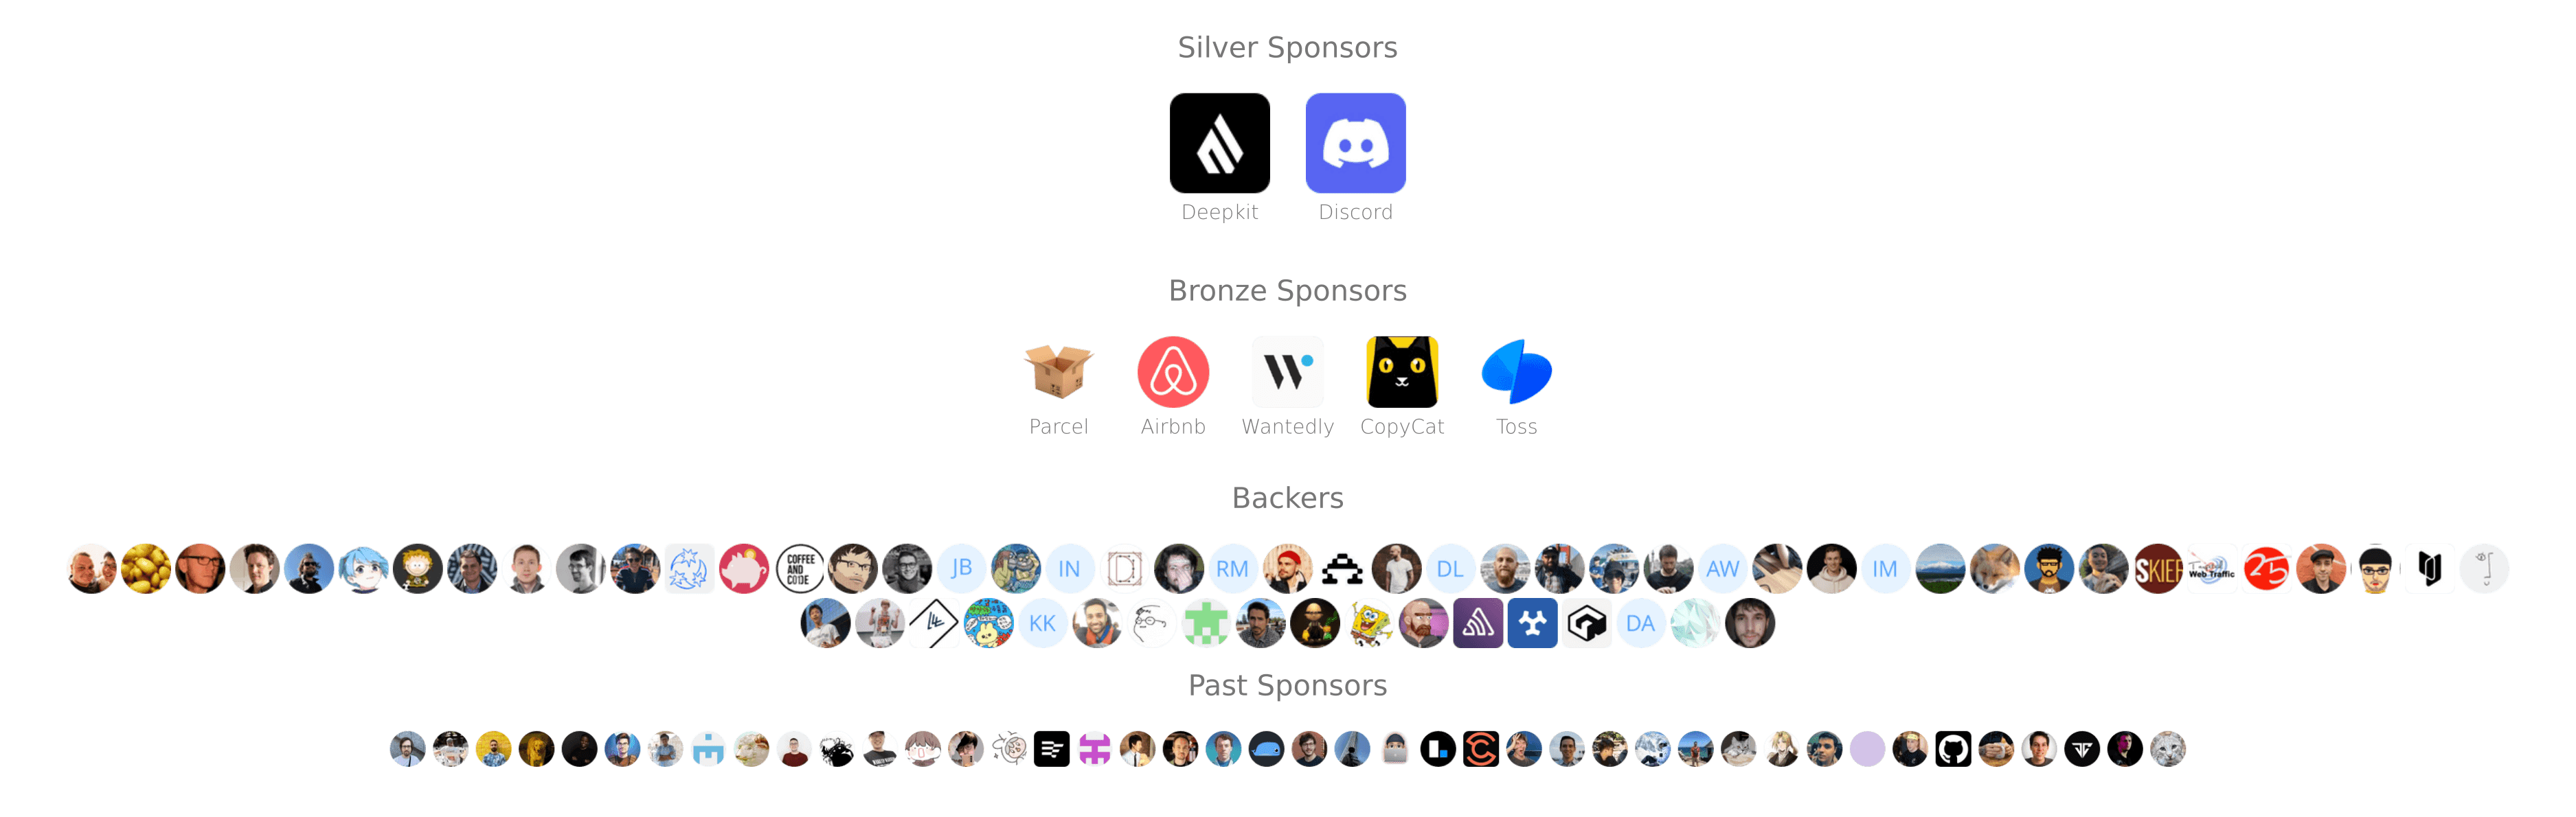 Silver Sponsors
Deepkit Discord
Bronze Sponsors
Parcel Airbnb Wantedly CopyCat Toss
Backers
COFFEE AND CODE JB IN RM DL AW IM SKIEF Web Traffic 25
KK DA
Past Sponsors